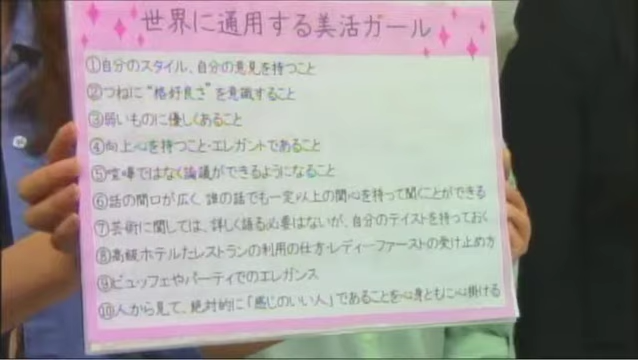 世界に通用する美活ガール
①自分のスタイル、自分の意見を持つこと
②つねに“格好良さ”を意識すること
③弱いものに優しくあること
④向上心を持つこと・エレガントであること
⑤喧嘩ではなく論議ができるようになること
⑥話の間口が広く、誰の話でも一定以上の関心を持って聞くことができる
⑦芸術に関しては、詳しく語る必要はないが、自分のテイストを持っておく
⑧高級ホテルたレストランの利用の仕方・レディーファーストの受け止め方
⑨ビュッフェやパーティでのエレガンス
⑩人から見て、絶対的に「感じのいい人」であることを心身ともに心掛ける